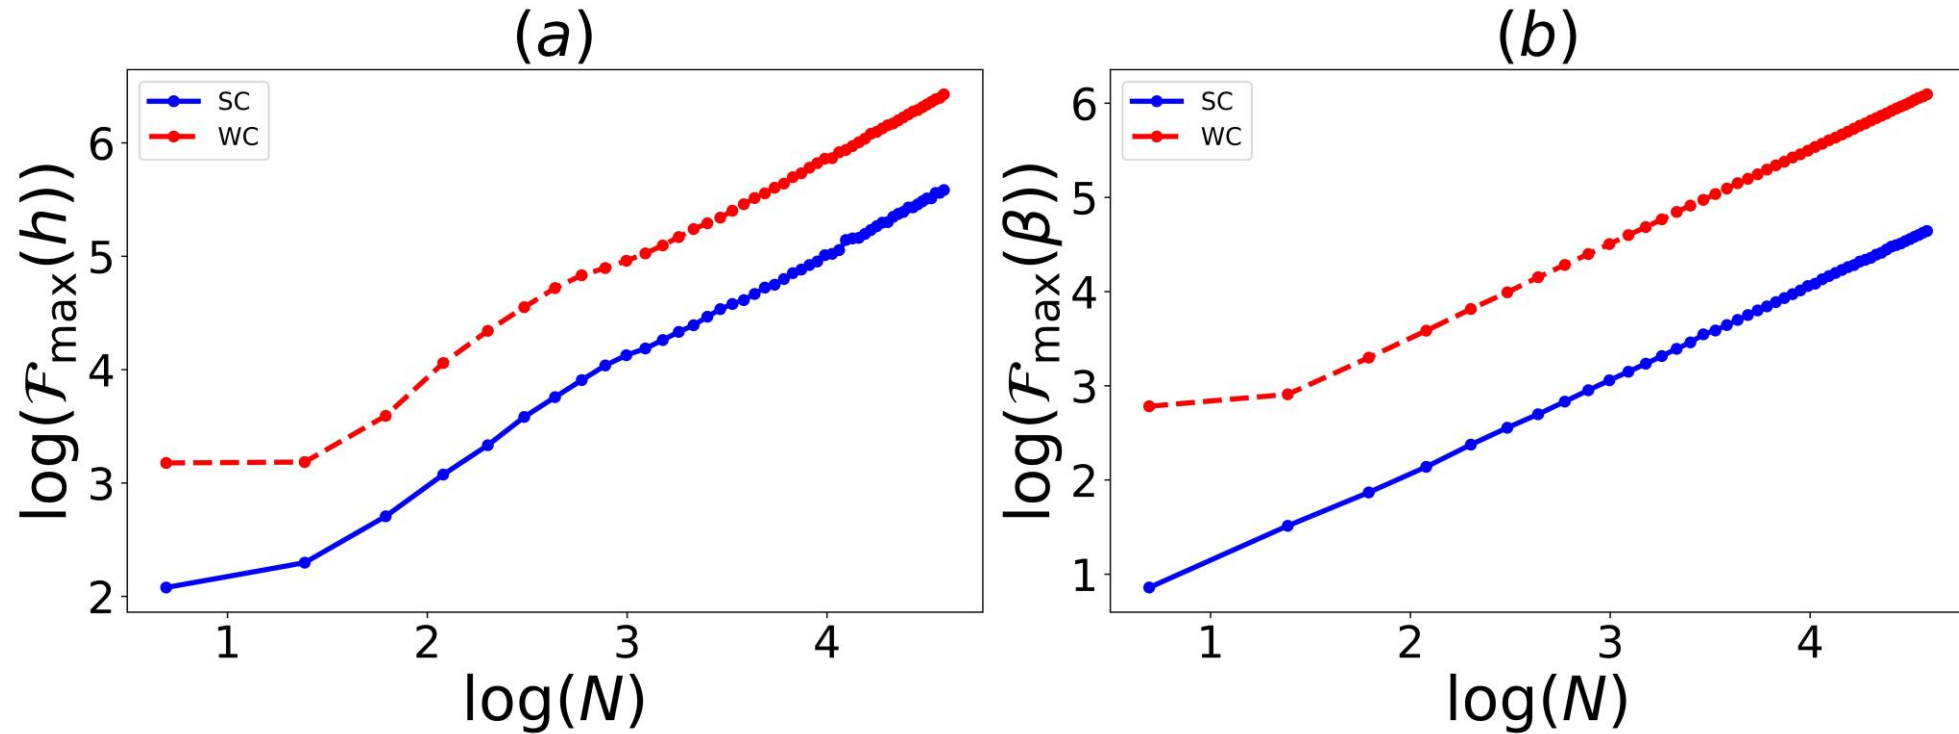 (a)
SC
WC
6
5
4
3
2
log(ℱmax(h))
1 2 3 4
log(N)
(b)
SC
WC
6
5
4
3
2
1
log(ℱmax(β))
1 2 3 4
log(N)